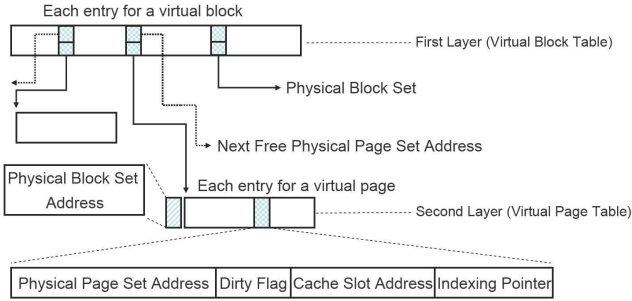 Each entry for a virtual block
First Layer (Virtual Block Table)
Physical Block Set
Next Free Physical Page Set Address
Physical Block Set
Address
Each entry for a virtual page
Second Layer (Virtual Page Table)
Physical Page Set Address Dirty Flag Cache Slot Address Indexing Pointer